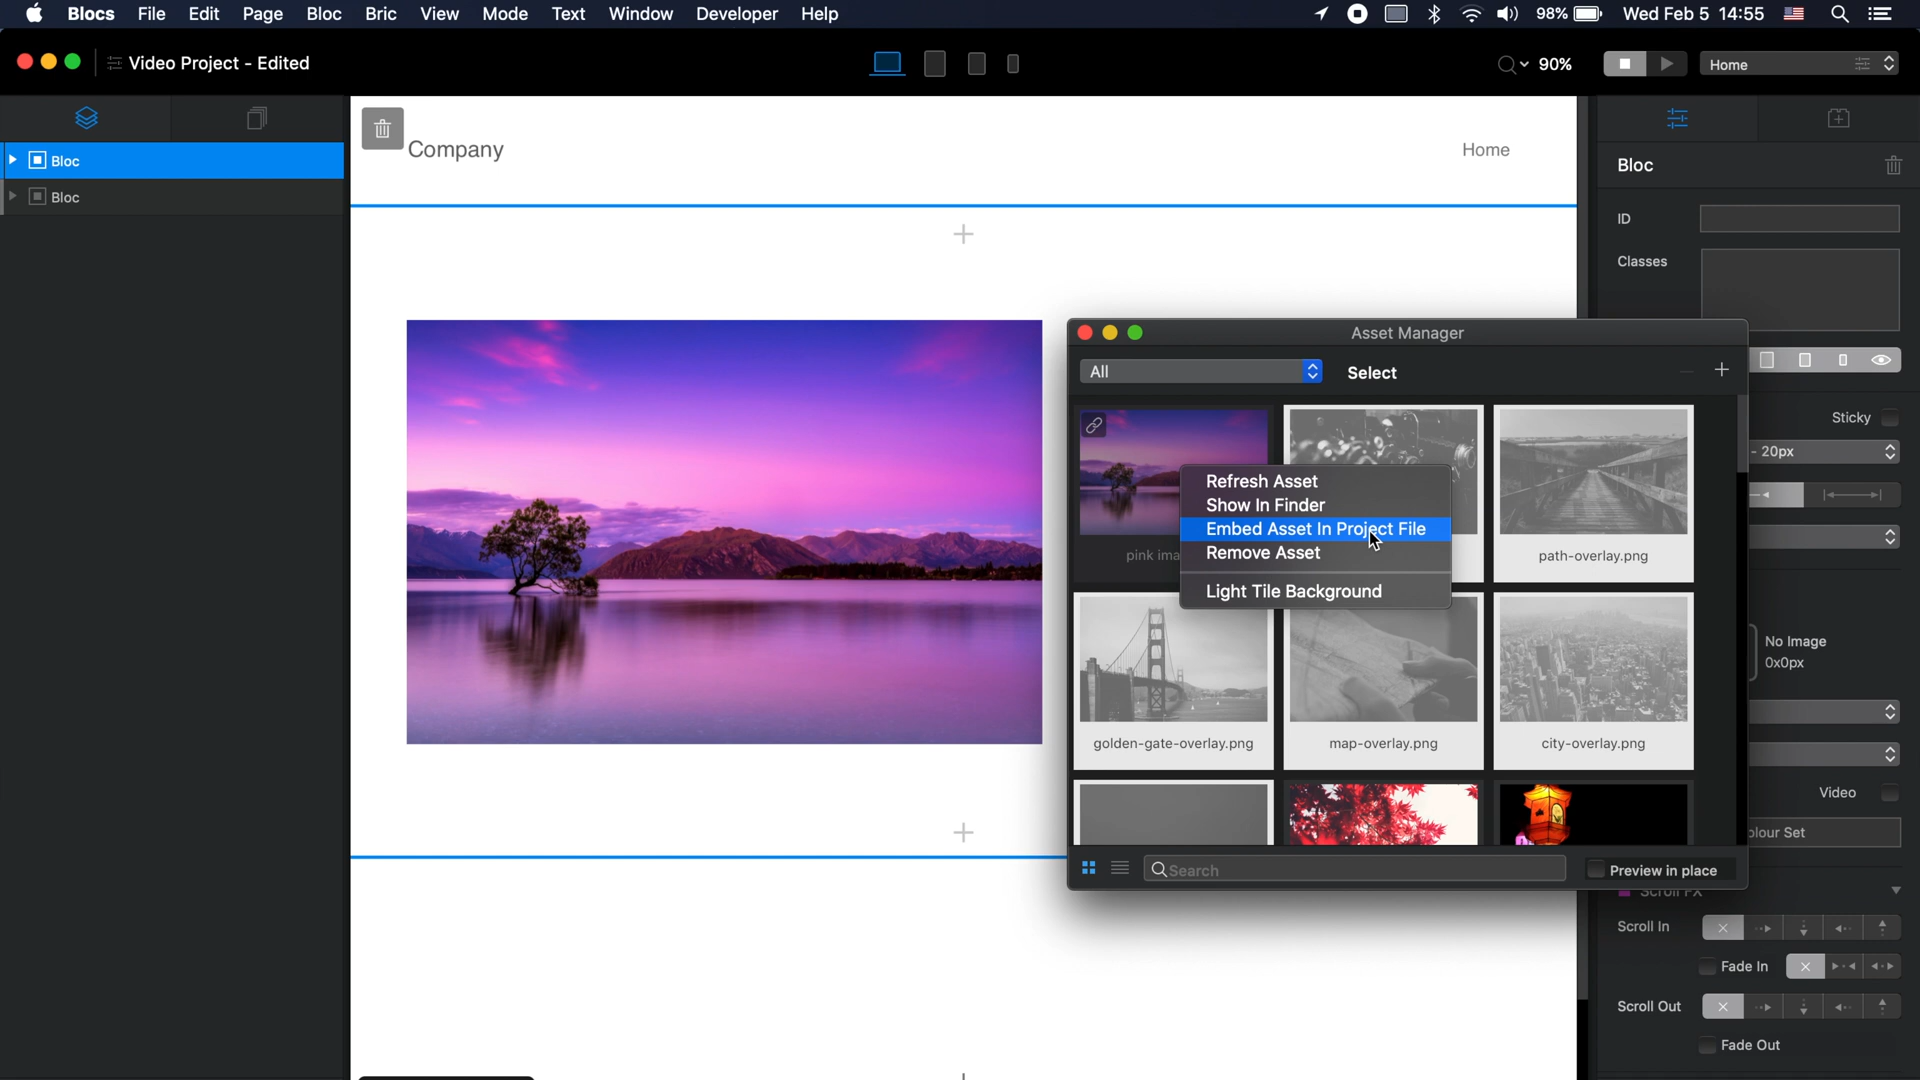 Blocs File Edit Page Bloc Bric View Mode Text Window Developer Help 98% Wed Feb 5 14:55
Video Project - Edited 90% Home
Bloc
Bloc
Company Home
Bloc
ID
Classes
Sticky
- 20px
No Image
0x0px
Video
olour Set
Scroll FX
Scroll In
Fade In
Scroll Out
Fade Out
Asset Manager
All Select
pink ima
path-overlay.png
Refresh Asset
Show In Finder
Embed Asset In Project File
Remove Asset
Light Tile Background
golden-gate-overlay.png map-overlay.png city-overlay.png
Search Preview in place